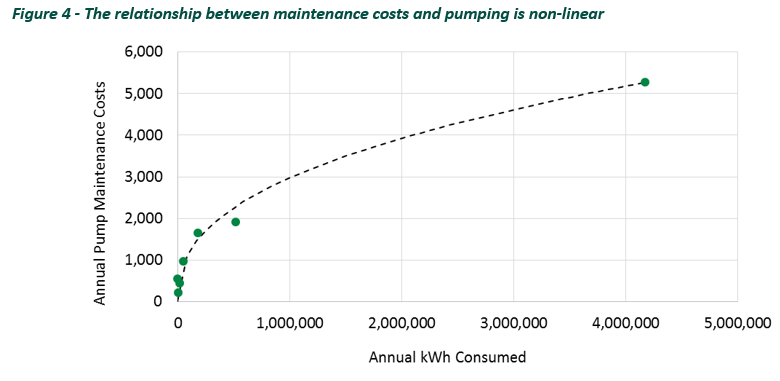 Figure 4 - The relationship between maintenance costs and pumping is non-linear
6,000
5,000
4,000
3,000
2,000
1,000
0
Annual Pump Maintenance Costs
0 1,000,000 2,000,000 3,000,000 4,000,000 5,000,000
Annual kWh Consumed